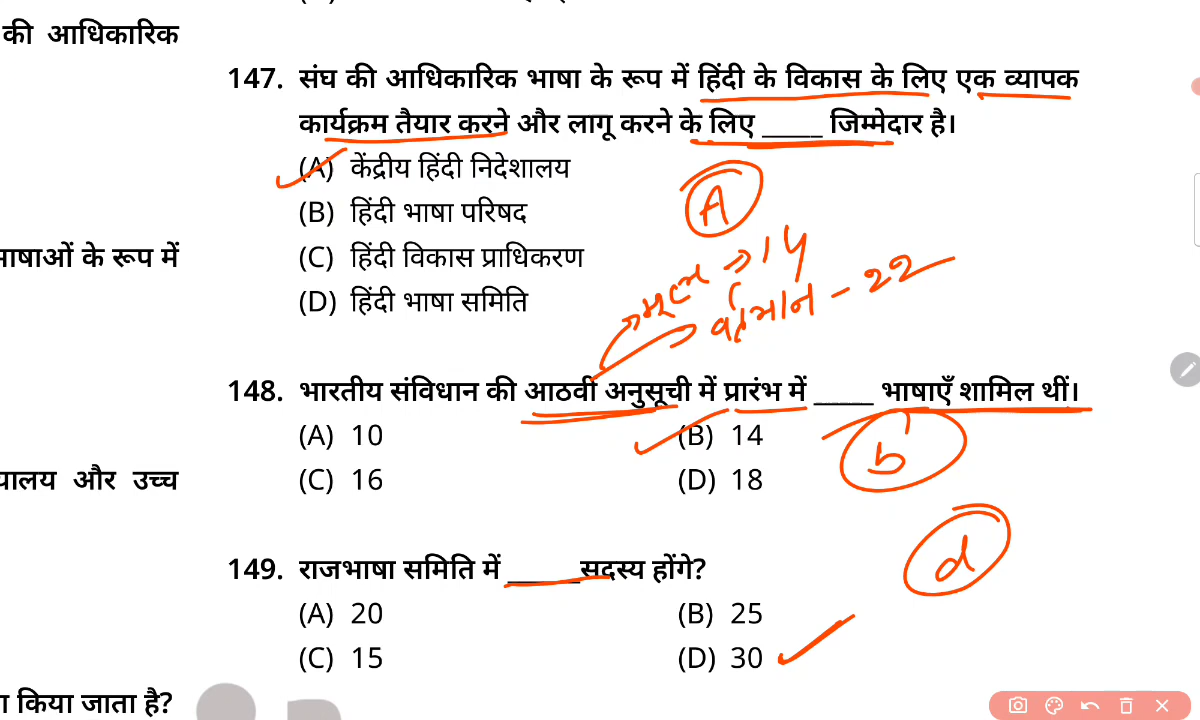 की आधिकारिक
147. संघ की आधिकारिक भाषा के रूप में हिंदी के विकास के लिए एक व्यापक
कार्यक्रम तैयार करने और लागू करने के लिए _____ जिम्मेदार है।
(A) केंद्रीय हिंदी निदेशालय
A
(B) हिंदी भाषा परिषद
भाषाओं के रूप में
(C) हिंदी विकास प्राधिकरण
14
(D) हिंदी भाषा समिति
वर्तमान - 22
148. भारतीय संविधान की आठवीं अनुसूची में प्रारंभ में _____ भाषाएँ शामिल थीं।
(A) 10 (B) 14
b
यालय और उच्च
(C) 16 (D) 18
149. राजभाषा समिति में _____ सदस्य होंगे?
d
(A) 20 (B) 25
(C) 15 (D) 30
किया जाता है?